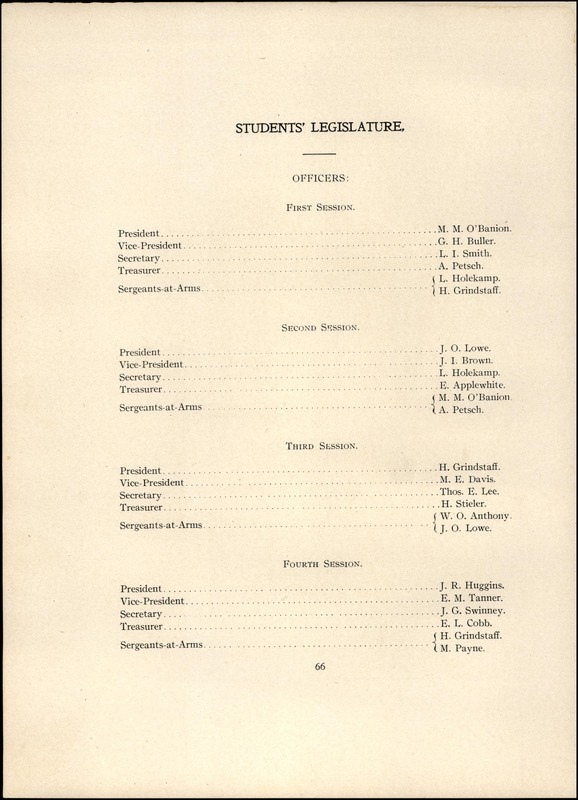 STUDENTS' LEGISLATURE.
OFFICERS:
FIRST SESSION.
President........M. M. O'Banion.
Vice-President........G. H. Buller.
Secretary........L. I. Smith.
Treasurer........A. Petsch.
Sergeants-at-Arms........{ L. Holekamp.
{ H. Grindstaff.
SECOND SESSION.
President........J. O. Lowe.
Vice-President........J. I. Brown.
Secretary........L. Holekamp.
Treasurer........E. Applewhite.
Sergeants-at-Arms........{ M. M. O'Banion
{ A. Petsch.
THIRD SESSION.
President........H. Grindstaff.
Vice-President........M. E. Davis.
Secretary........Thos. E. Lee.
Treasurer........H. Stieler.
Sergeants-at-Arms........{ W. O. Anthony.
{ J. O. Lowe.
FOURTH SESSION.
President........J. R. Huggins.
Vice-President........E. M. Tanner.
Secretary........J. G. Swinney.
Treasurer........E. L. Cobb.
Sergeants-at-Arms........{ H. Grindstaff.
{ M. Payne.
66